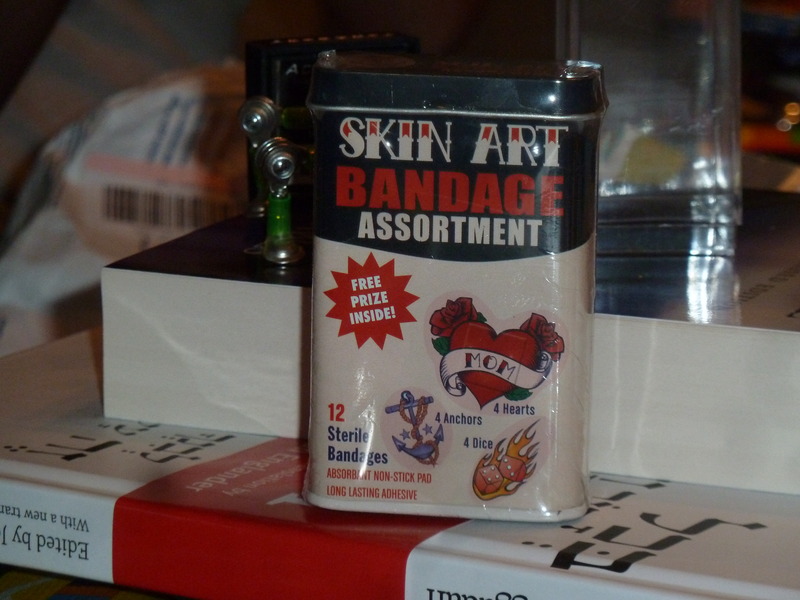 SKIN ART
BANDAGE
ASSORTMENT
FREE
PRIZE
INSIDE!
MOM
4 Hearts
4 Anchors
4 Dice
12
Sterile
Bandages
ABSORBENT NON-STICK PAD
LONG LASTING ADHESIVE
Edited by
With a new
Englander